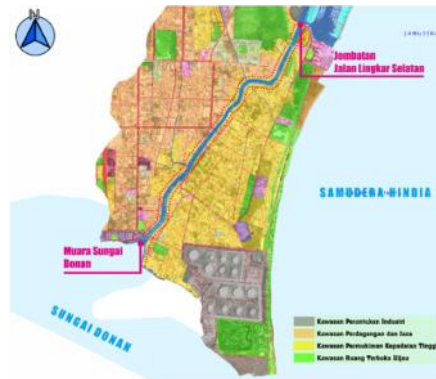 N
Jembatan
Jalan Lingkar Selatan
SAMUDERA HINDIA
Muara Sungai
Donan
SUNGAI DONAN
Kawasan Peruntukan Industri
Kawasan Perdagangan dan Jasa
Kawasan Permukiman Kepadatan Tinggi
Kawasan Ruang Terbuka Hijau